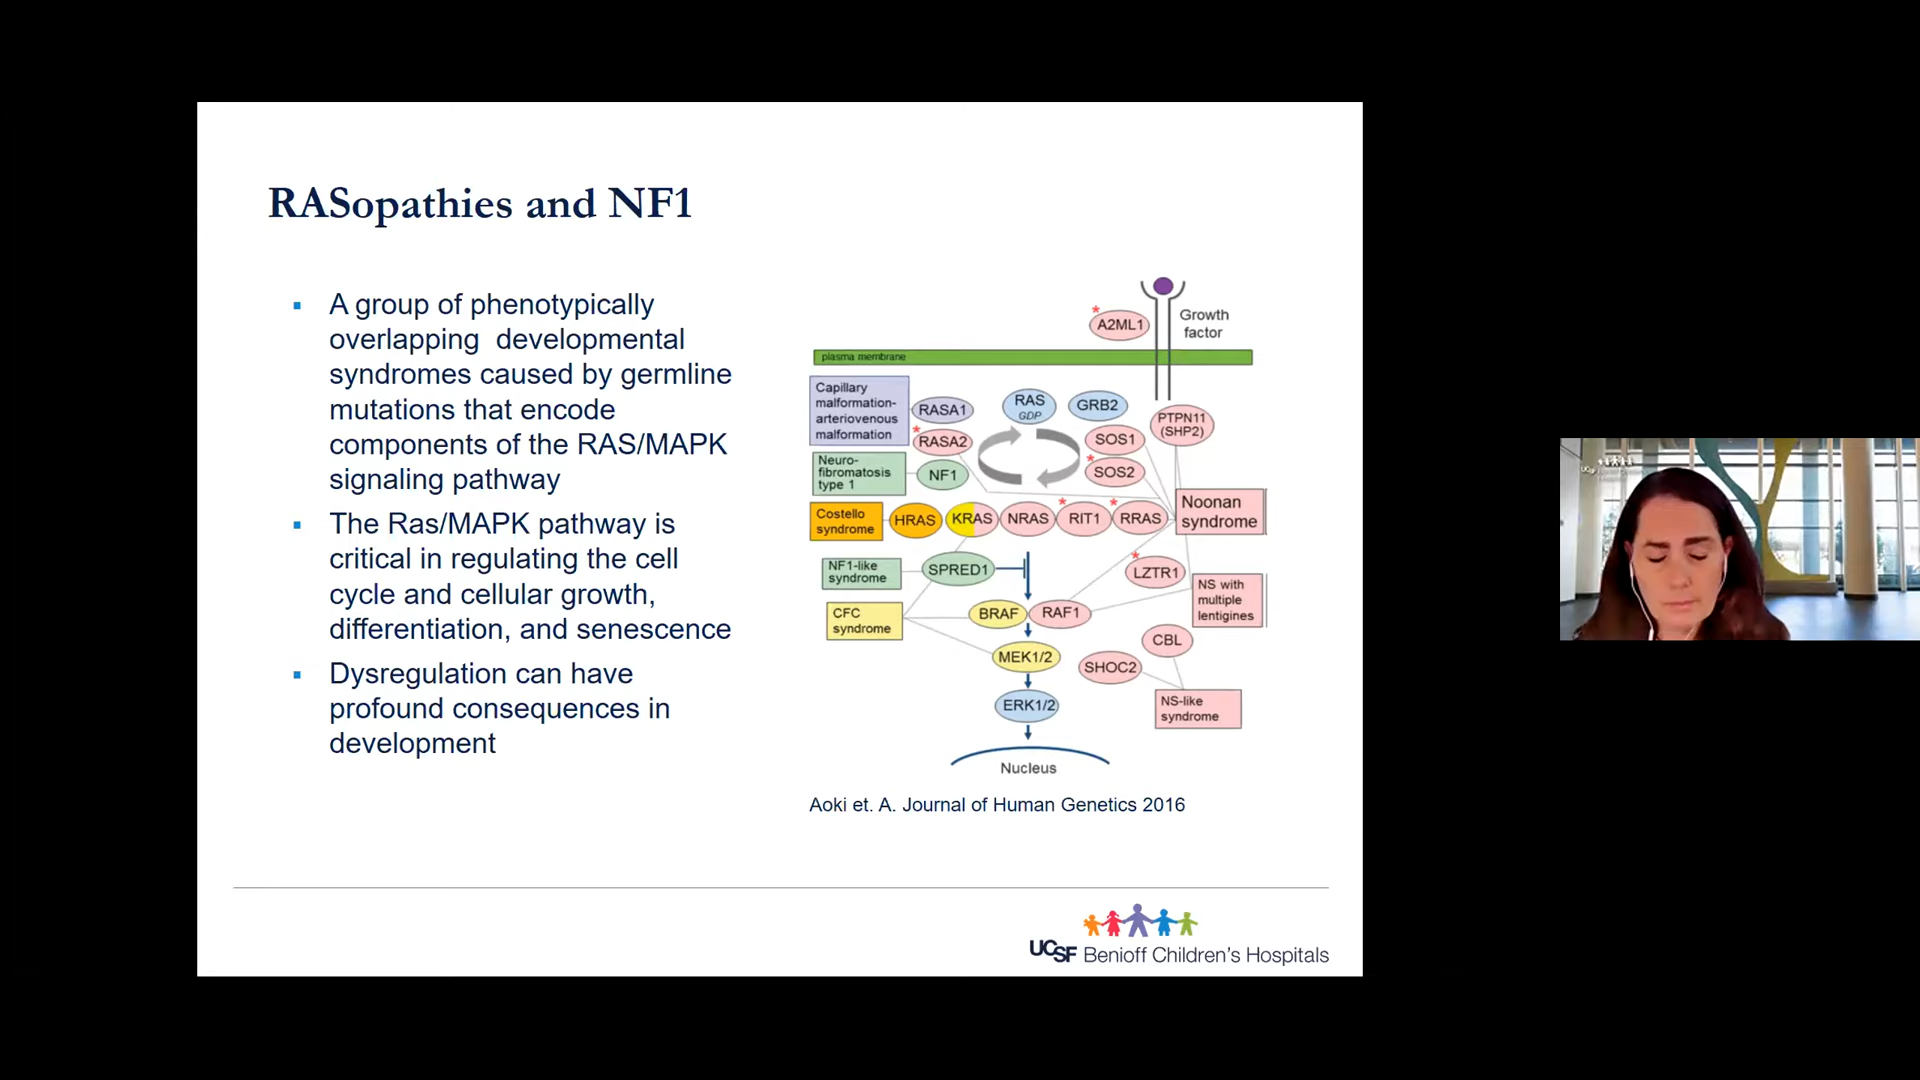 RASopathies and NF1
A group of phenotypically
overlapping developmental
syndromes caused by germline
mutations that encode
components of the RAS/MAPK
signaling pathway
The Ras/MAPK pathway is
critical in regulating the cell
cycle and cellular growth,
differentiation, and senescence
Dysregulation can have
profound consequences in
development
* A2ML1
Growth
factor
plasma membrane
Capillary
malformation-
arteriovenous
malformation
RASA1
* RASA2
RAS
GDP
GRB2
PTPN11
(SHP2)
SOS1
* SOS2
Neuro-
fibromatosis
type 1
NF1
Costello
syndrome
HRAS
KRAS
NRAS
* RIT1
* RRAS
Noonan
syndrome
NF1-like
syndrome
SPRED1
* LZTR1
NS with
multiple
lentigines
CFC
syndrome
BRAF
RAF1
MEK1/2
CBL
SHOC2
NS-like
syndrome
ERK1/2
Nucleus
Aoki et. A. Journal of Human Genetics 2016
UCSF Benioff Children's Hospitals